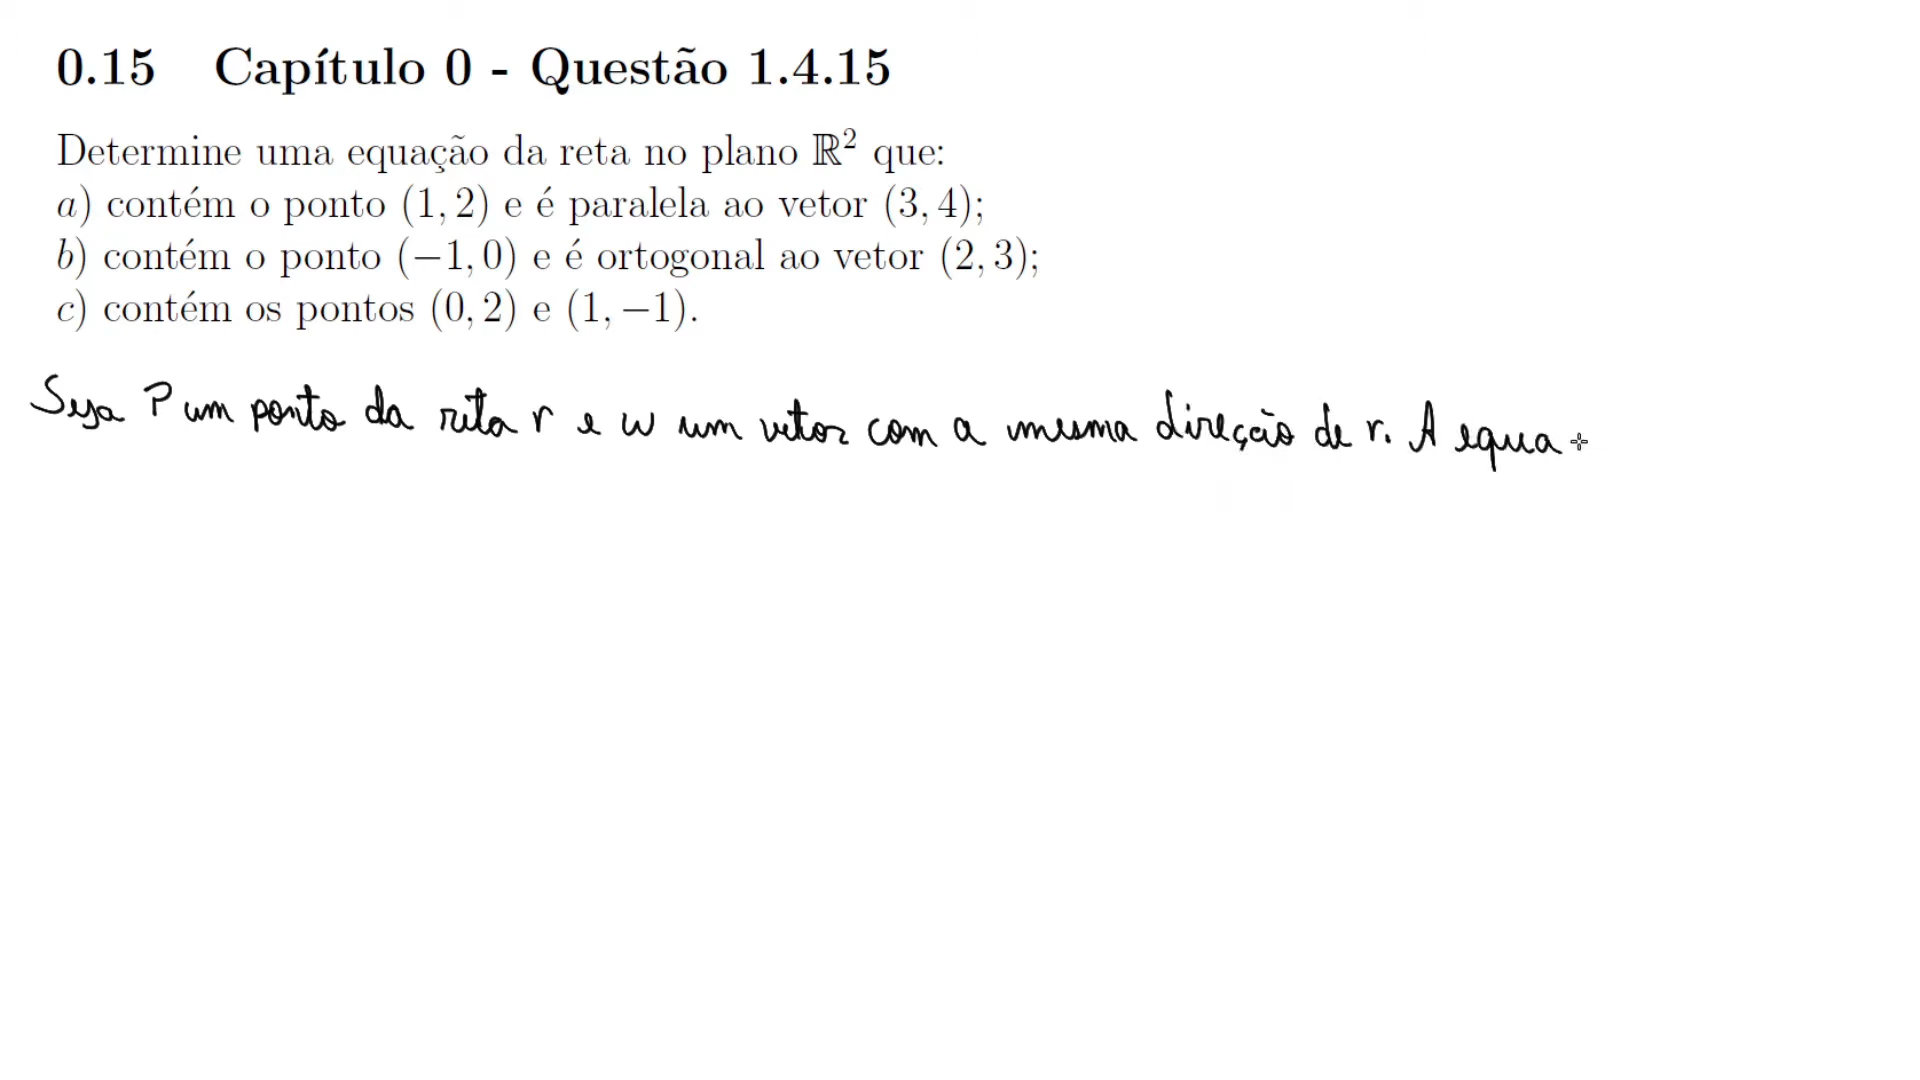 0.15 Capítulo 0 - Questão 1.4.15
Determine uma equação da reta no plano ℝ² que:
a) contém o ponto (1, 2) e é paralela ao vetor (3, 4);
b) contém o ponto (−1, 0) e é ortogonal ao vetor (2, 3);
c) contém os pontos (0, 2) e (1, −1).
Seja P um ponto da reta r e w um vetor com a mesma direção de r. A equa